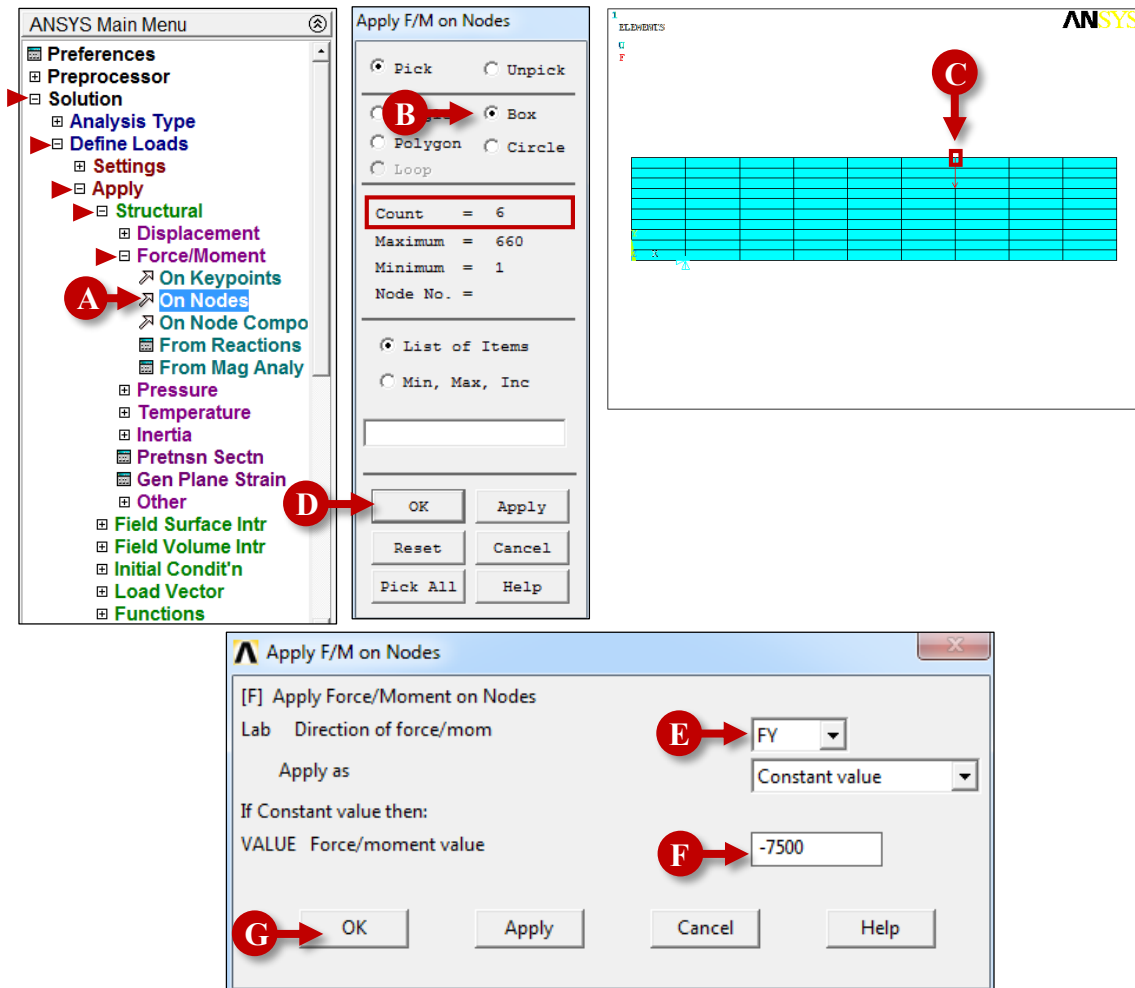 ANSYS Main Menu
Preferences
Preprocessor
Solution
Analysis Type
Define Loads
Settings
Apply
Structural
Displacement
Force/Moment
On Keypoints
A
On Nodes
On Node Compo
From Reactions
From Mag Analy
Pressure
Temperature
Inertia
Pretnsn Sectn
Gen Plane Strain
Other
Field Surface Intr
Field Volume Intr
Initial Condit'n
Load Vector
Functions
Apply F/M on Nodes
Pick Unpick
B Box
Polygon Circle
Loop
Count = 6
Maximum = 660
Minimum = 1
Node No. =
List of Items
Min, Max, Inc
D
OK Apply
Reset Cancel
Pick All Help
1
ELEMENTS
U
F
ANSYS
C
X
Apply F/M on Nodes
[F] Apply Force/Moment on Nodes
Lab Direction of force/mom E FY
Apply as Constant value
If Constant value then:
VALUE Force/moment value F -7500
G OK Apply Cancel Help